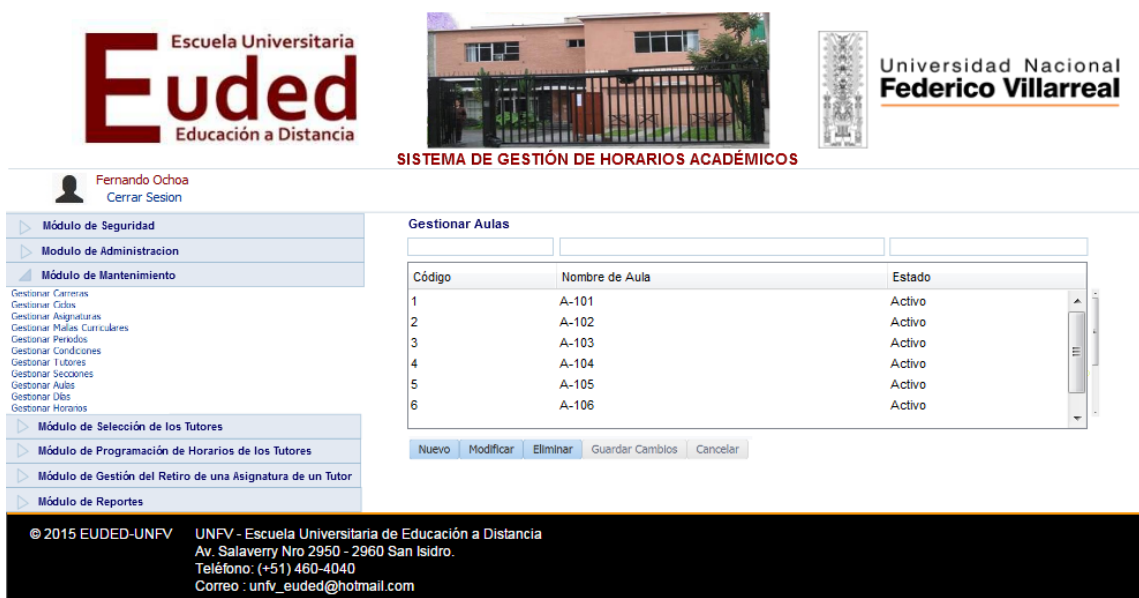 Escuela Universitaria
Euded
Educación a Distancia
Universidad Nacional
Federico Villarreal
SISTEMA DE GESTIÓN DE HORARIOS ACADÉMICOS
Fernando Ochoa
Cerrar Sesion
Módulo de Seguridad
Modulo de Administracion
Módulo de Mantenimiento
Gestionar Carreras
Gestionar Ciclos
Gestionar Asignaturas
Gestionar Mallas Curriculares
Gestionar Periodos
Gestionar Condiciones
Gestionar Tutores
Gestionar Secciones
Gestionar Aulas
Gestionar Días
Gestionar Horarios
Módulo de Selección de los Tutores
Módulo de Programación de Horarios de los Tutores
Módulo de Gestión del Retiro de una Asignatura de un Tutor
Módulo de Reportes
Gestionar Aulas
Código Nombre de Aula Estado
1 A-101 Activo
2 A-102 Activo
3 A-103 Activo
4 A-104 Activo
5 A-105 Activo
6 A-106 Activo
Nuevo Modificar Eliminar Guardar Cambios Cancelar
© 2015 EUDED-UNFV UNFV - Escuela Universitaria de Educación a Distancia
Av. Salaverry Nro 2950 - 2960 San Isidro.
Teléfono: (+51) 460-4040
Correo : unfv_euded@hotmail.com